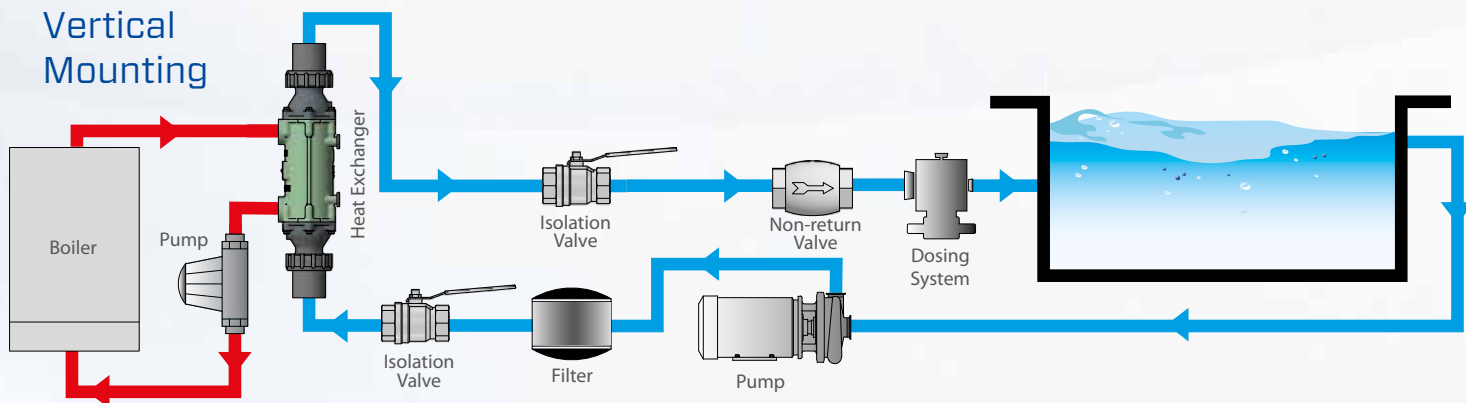 Vertical
Mounting
Heat Exchanger
Boiler
Pump
Isolation
Valve
Non-return
Valve
Dosing
System
Isolation
Valve
Filter
Pump